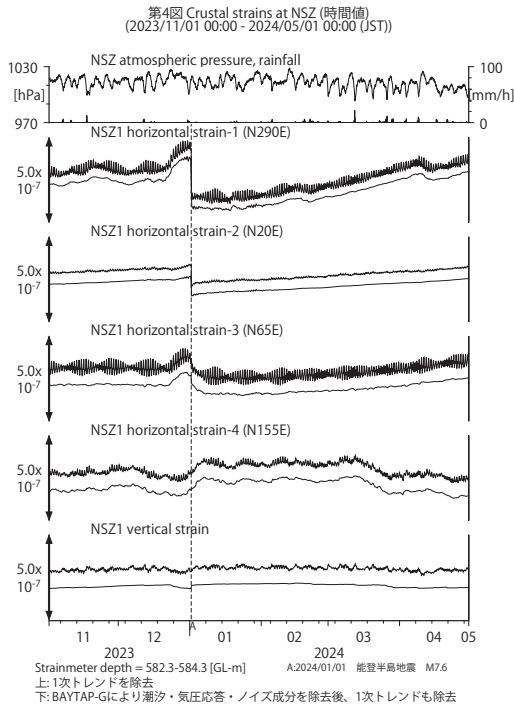 第4図 Crustal strains at NSZ (時間値)
(2023/11/01 00:00 - 2024/05/01 00:00 (JST))
NSZ atmospheric pressure, rainfall
1030
[hPa]
970
100
[mm/h]
0
NSZ1 horizontal strain-1 (N290E)
5.0x
10-7
NSZ1 horizontal strain-2 (N20E)
5.0x
10-7
NSZ1 horizontal strain-3 (N65E)
5.0x
10-7
NSZ1 horizontal strain-4 (N155E)
5.0x
10-7
NSZ1 vertical strain
5.0x
10-7
A
11 12 01 02 03 04 05
2023 2024
Strainmeter depth = 582.3-584.3 [GL-m] A:2024/01/01 能登半島地震 M7.6
上: 1次トレンドを除去
下: BAYTAP-Gにより潮汐・気圧応答・ノイズ成分を除去後、1次トレンドも除去